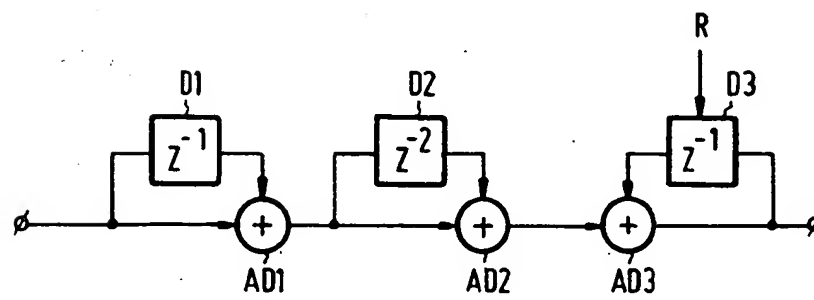 R
D1
D2
D3
Z^-1
Z^-2
Z^-1
+
+
+
AD1
AD2
AD3